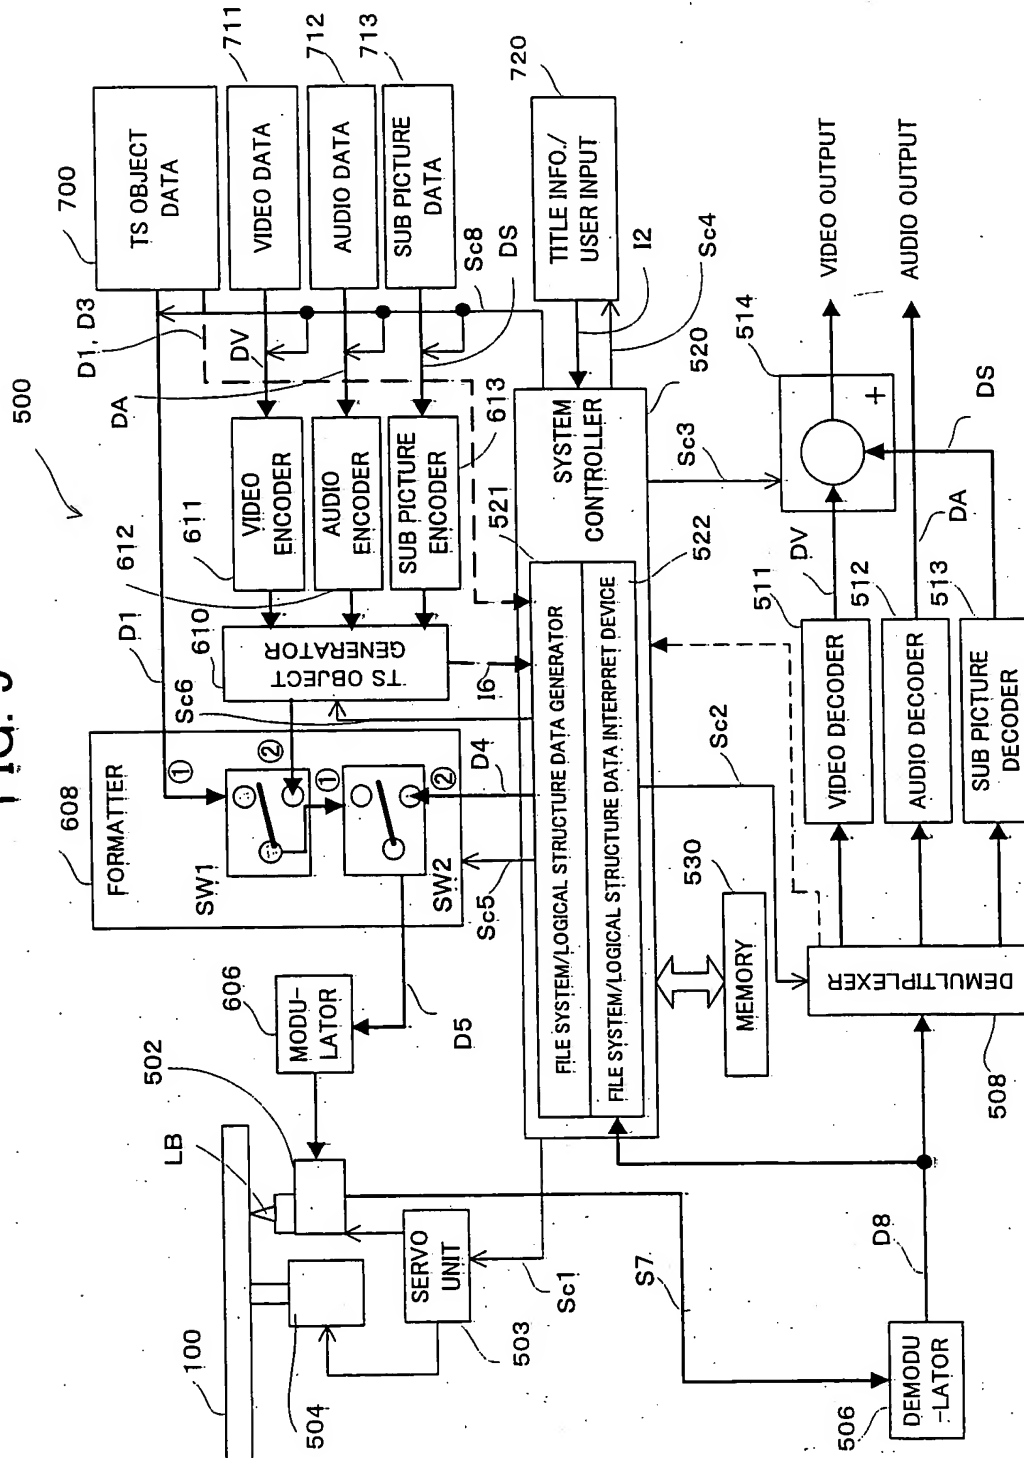 500
700
TS OBJECT
DATA
711
VIDEO DATA
712
AUDIO DATA
713
SUB PICTURE
DATA
720
TITLE INFO./
USER INPUT
D1, D3
DV
DA
Sc8
DS
I2
Sc4
611
VIDEO
ENCODER
612
AUDIO
ENCODER
613
SUB PICTURE
ENCODER
610
TS OBJECT
GENERATOR
D1
Sc6
I6
608
FORMATTER
①
②
SW1
①
②
SW2
D4
Sc5
D5
606
MODU-
LATOR
502
LB
100
504
SERVO
UNIT
503
Sc1
520
SYSTEM
CONTROLLER
521
FILE SYSTEM/LOGICAL STRUCTURE DATA GENERATOR
522
FILE SYSTEM/LOGICAL STRUCTURE DATA INTERPRET DEVICE
530
MEMORY
Sc2
Sc3
514
+
VIDEO OUTPUT
AUDIO OUTPUT
DV
DA
DS
511
VIDEO DECODER
512
AUDIO DECODER
513
SUB PICTURE
DECODER
DEMULTIPLEXER
508
D8
S7
506
DEMODU
-LATOR